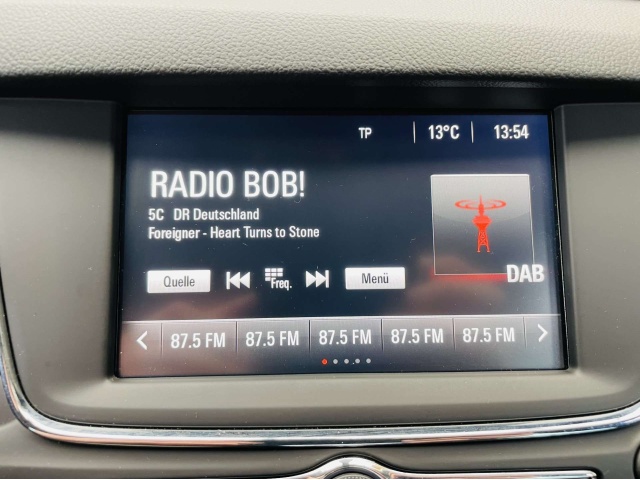 TP 13°C 13:54
RADIO BOB!
5C DR Deutschland
Foreigner - Heart Turns to Stone
Quelle Freq. Menü
DAB
87.5 FM 87.5 FM 87.5 FM 87.5 FM 87.5 FM